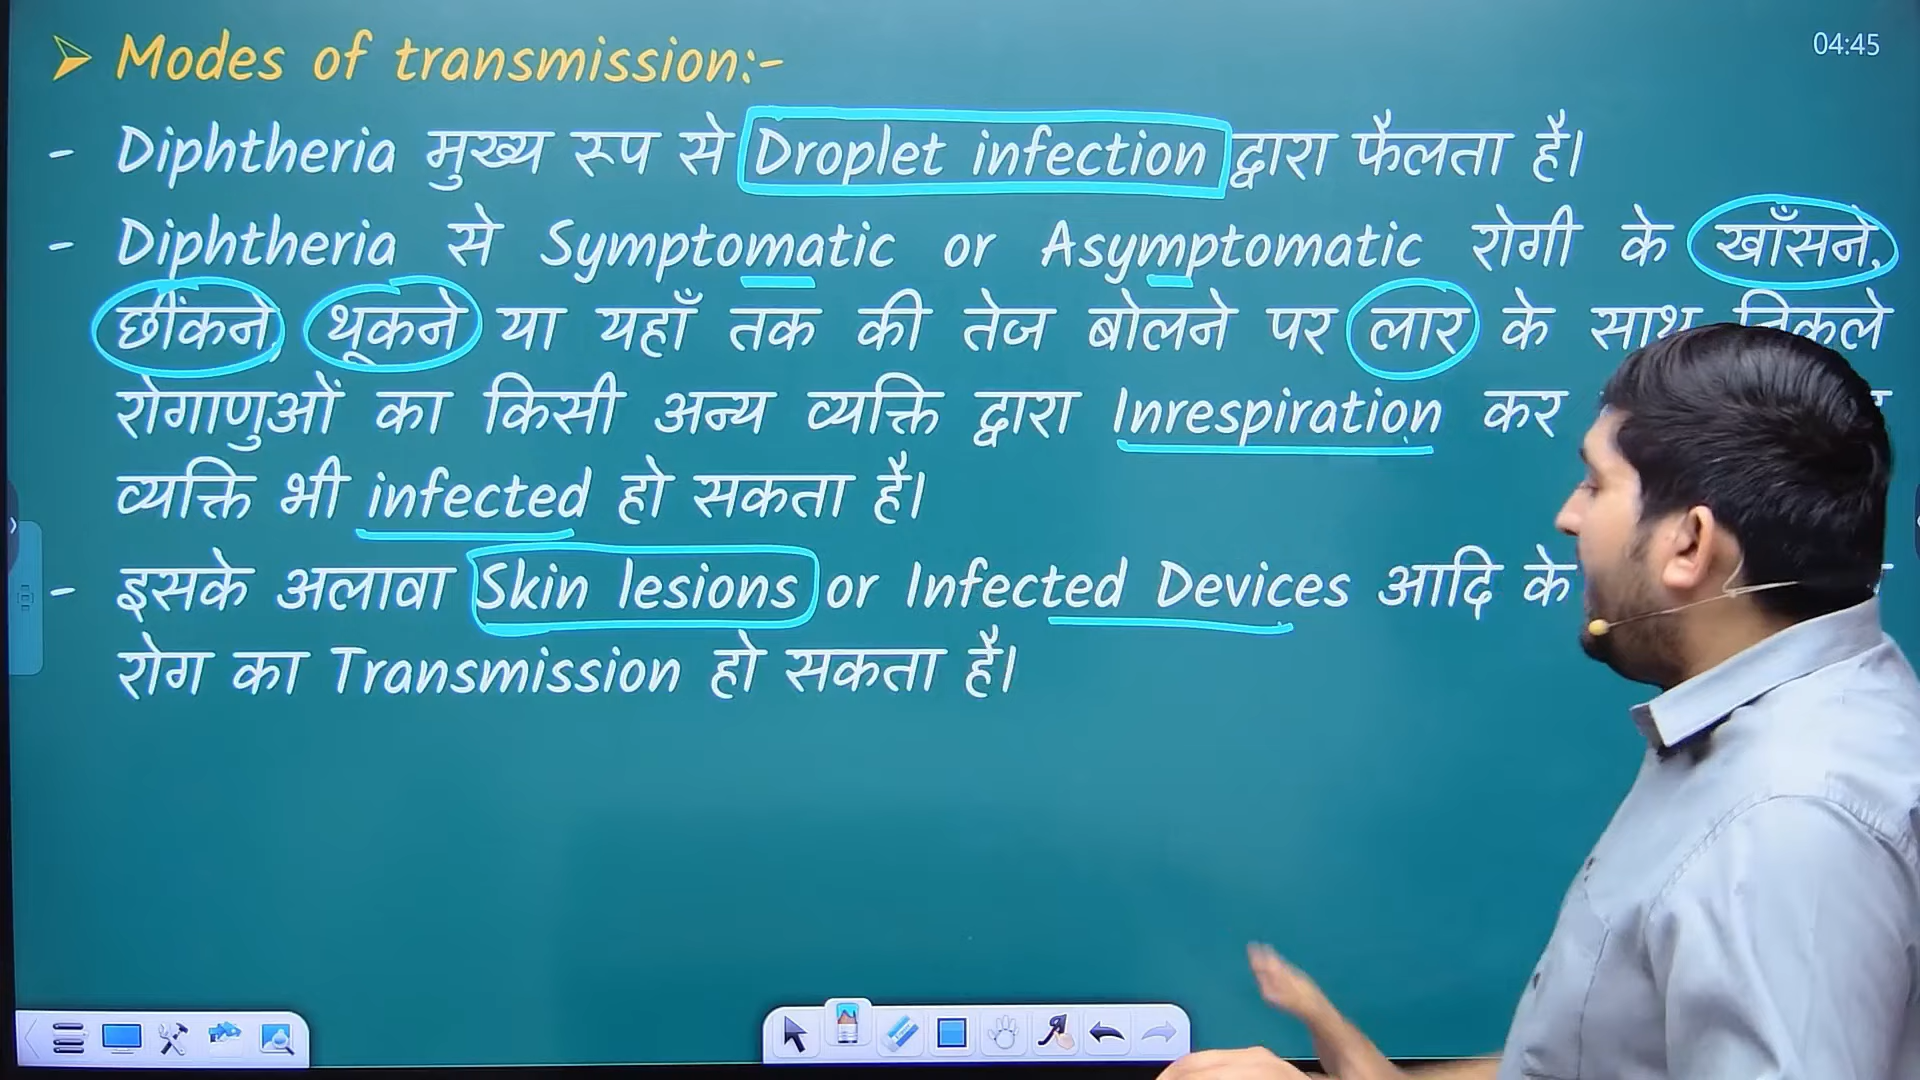 Modes of transmission:-
04:45
- Diphtheria मुख्य रूप से Droplet infection द्वारा फैलता है।
- Diphtheria से Symptomatic or Asymptomatic रोगी के खाँसने,
छींकने, थूकने या यहाँ तक की तेज बोलने पर लार के साथ निकले
रोगाणुओं का किसी अन्य व्यक्ति द्वारा Inrespiration कर
व्यक्ति भी infected हो सकता है।
- इसके अलावा Skin lesions or Infected Devices आदि के
रोग का Transmission हो सकता है।